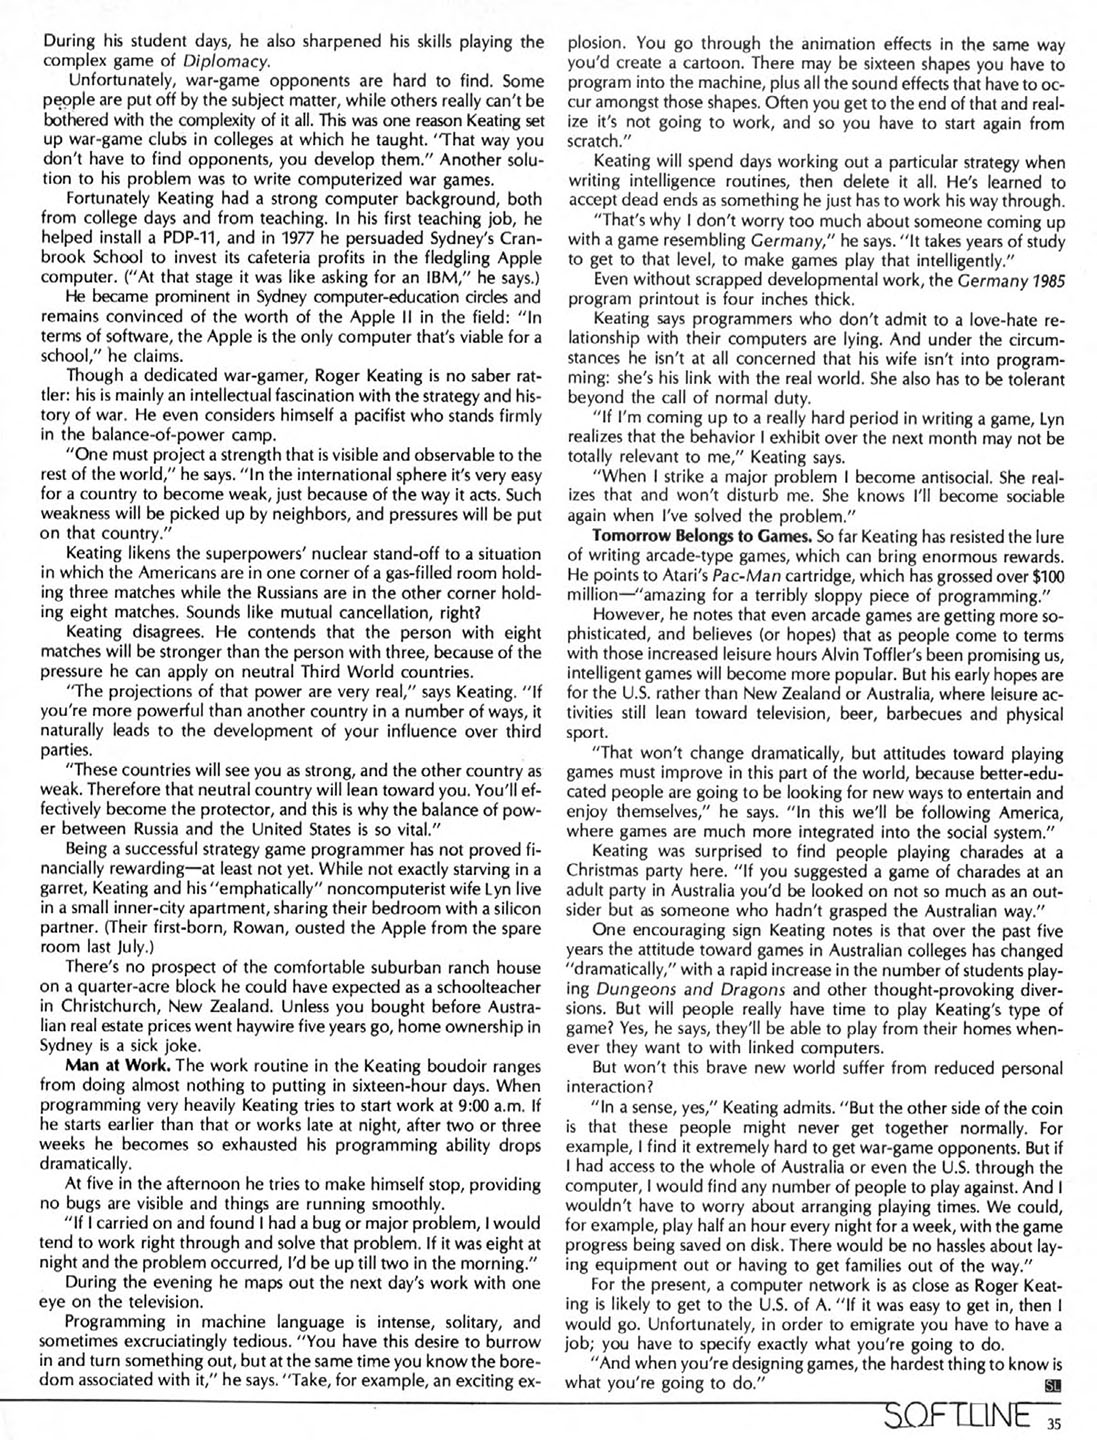 During his student days, he also sharpened his skills playing the
complex game of Diplomacy.
Unfortunately, war-game opponents are hard to find. Some
people are put off by the subject matter, while others really can't be
bothered with the complexity of it all. This was one reason Keating set
up war-game clubs in colleges at which he taught. "That way you
don't have to find opponents, you develop them." Another solu-
tion to his problem was to write computerized war games.
Fortunately Keating had a strong computer background, both
from college days and from teaching. In his first teaching job, he
helped install a PDP-11, and in 1977 he persuaded Sydney's Cran-
brook School to invest its cafeteria profits in the fledgling Apple
computer. ("At that stage it was like asking for an IBM," he says.)
He became prominent in Sydney computer-education circles and
remains convinced of the worth of the Apple II in the field: "In
terms of software, the Apple is the only computer that's viable for a
school," he claims.
Though a dedicated war-gamer, Roger Keating is no saber rat-
tler: his is mainly an intellectual fascination with the strategy and his-
tory of war. He even considers himself a pacifist who stands firmly
in the balance-of-power camp.
"One must project a strength that is visible and observable to the
rest of the world," he says. "In the international sphere it's very easy
for a country to become weak, just because of the way it acts. Such
weakness will be picked up by neighbors, and pressures will be put
on that country."
Keating likens the superpowers' nuclear stand-off to a situation
in which the Americans are in one corner of a gas-filled room hold-
ing three matches while the Russians are in the other corner hold-
ing eight matches. Sounds like mutual cancellation, right?
Keating disagrees. He contends that the person with eight
matches will be stronger than the person with three, because of the
pressure he can apply on neutral Third World countries.
"The projections of that power are very real," says Keating. "If
you're more powerful than another country in a number of ways, it
naturally leads to the development of your influence over third
parties.
"These countries will see you as strong, and the other country as
weak. Therefore that neutral country will lean toward you. You'll ef-
fectively become the protector, and this is why the balance of pow-
er between Russia and the United States is so vital."
Being a successful strategy game programmer has not proved fi-
nancially rewarding—at least not yet. While not exactly starving in a
garret, Keating and his "emphatically" noncomputerist wife Lyn live
in a small inner-city apartment, sharing their bedroom with a silicon
partner. (Their first-born, Rowan, ousted the Apple from the spare
room last July.)
There's no prospect of the comfortable suburban ranch house
on a quarter-acre block he could have expected as a schoolteacher
in Christchurch, New Zealand. Unless you bought before Austra-
lian real estate prices went haywire five years go, home ownership in
Sydney is a sick joke.
Man at Work. The work routine in the Keating boudoir ranges
from doing almost nothing to putting in sixteen-hour days. When
programming very heavily Keating tries to start work at 9:00 a.m. If
he starts earlier than that or works late at night, after two or three
weeks he becomes so exhausted his programming ability drops
dramatically.
At five in the afternoon he tries to make himself stop, providing
no bugs are visible and things are running smoothly.
"If I carried on and found I had a bug or major problem, I would
tend to work right through and solve that problem. If it was eight at
night and the problem occurred, I'd be up till two in the morning."
During the evening he maps out the next day's work with one
eye on the television.
Programming in machine language is intense, solitary, and
sometimes excruciatingly tedious. "You have this desire to burrow
in and turn something out, but at the same time you know the bore-
dom associated with it," he says. "Take, for example, an exciting ex-
plosion. You go through the animation effects in the same way
you'd create a cartoon. There may be sixteen shapes you have to
program into the machine, plus all the sound effects that have to oc-
cur amongst those shapes. Often you get to the end of that and real-
ize it's not going to work, and so you have to start again from
scratch."
Keating will spend days working out a particular strategy when
writing intelligence routines, then delete it all. He's learned to
accept dead ends as something he just has to work his way through.
"That's why I don't worry too much about someone coming up
with a game resembling Germany," he says. "It takes years of study
to get to that level, to make games play that intelligently."
Even without scrapped developmental work, the Germany 1985
program printout is four inches thick.
Keating says programmers who don't admit to a love-hate re-
lationship with their computers are lying. And under the circum-
stances he isn't at all concerned that his wife isn't into program-
ming: she's his link with the real world. She also has to be tolerant
beyond the call of normal duty.
"If I'm coming up to a really hard period in writing a game, Lyn
realizes that the behavior I exhibit over the next month may not be
totally relevant to me," Keating says.
"When I strike a major problem I become antisocial. She real-
izes that and won't disturb me. She knows I'll become sociable
again when I've solved the problem."
Tomorrow Belongs to Games. So far Keating has resisted the lure
of writing arcade-type games, which can bring enormous rewards.
He points to Atari's Pac-Man cartridge, which has grossed over $100
million—"amazing for a terribly sloppy piece of programming."
However, he notes that even arcade games are getting more so-
phisticated, and believes (or hopes) that as people come to terms
with those increased leisure hours Alvin Toffler's been promising us,
intelligent games will become more popular. But his early hopes are
for the U.S. rather than New Zealand or Australia, where leisure ac-
tivities still lean toward television, beer, barbecues and physical
sport.
"That won't change dramatically, but attitudes toward playing
games must improve in this part of the world, because better-edu-
cated people are going to be looking for new ways to entertain and
enjoy themselves," he says. "In this we'll be following America,
where games are much more integrated into the social system."
Keating was surprised to find people playing charades at a
Christmas party here. "If you suggested a game of charades at an
adult party in Australia you'd be looked on not so much as an out-
sider but as someone who hadn't grasped the Australian way."
One encouraging sign Keating notes is that over the past five
years the attitude toward games in Australian colleges has changed
"dramatically," with a rapid increase in the number of students play-
ing Dungeons and Dragons and other thought-provoking diver-
sions. But will people really have time to play Keating's type of
game? Yes, he says, they'll be able to play from their homes when-
ever they want to with linked computers.
But won't this brave new world suffer from reduced personal
interaction?
"In a sense, yes," Keating admits. "But the other side of the coin
is that these people might never get together normally. For
example, I find it extremely hard to get war-game opponents. But if
I had access to the whole of Australia or even the U.S. through the
computer, I would find any number of people to play against. And I
wouldn't have to worry about arranging playing times. We could,
for example, play half an hour every night for a week, with the game
progress being saved on disk. There would be no hassles about lay-
ing equipment out or having to get families out of the way."
For the present, a computer network is as close as Roger Keat-
ing is likely to get to the U.S. of A. "If it was easy to get in, then I
would go. Unfortunately, in order to emigrate you have to have a
job; you have to specify exactly what you're going to do.
"And when you're designing games, the hardest thing to know is
what you're going to do." SL
SOFTLINE 35